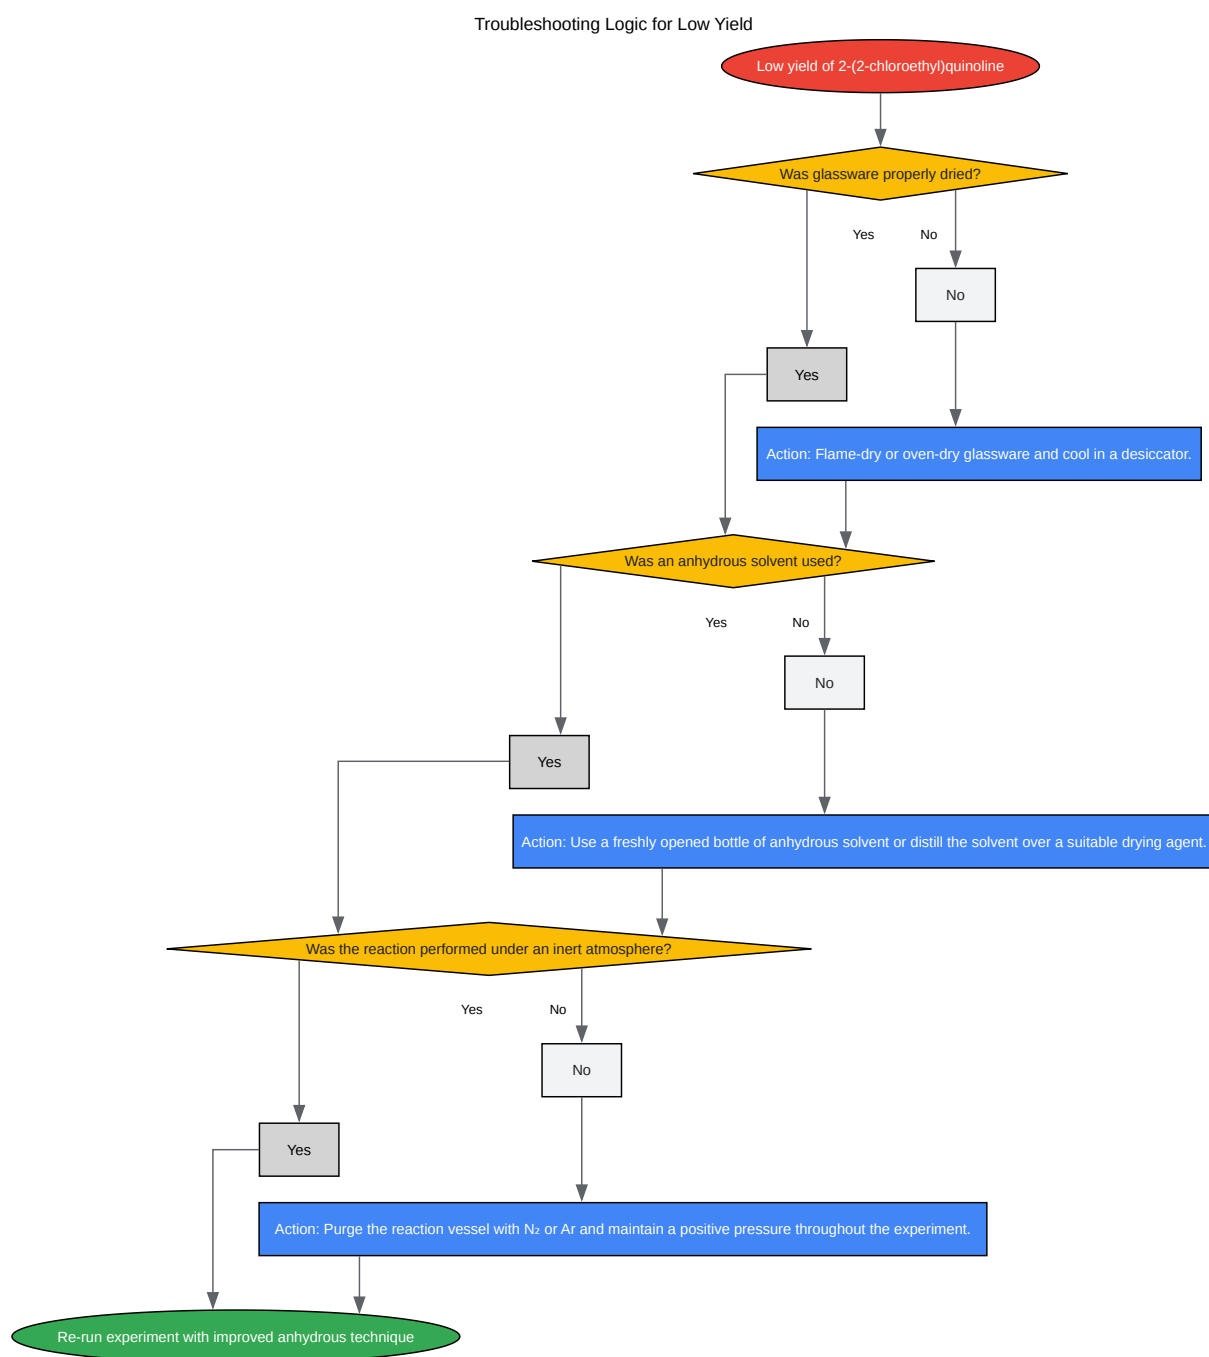 Troubleshooting Logic for Low Yield
Low yield of 2-(2-chloroethyl)quinoline
Was glassware properly dried?
Yes
No
No
Yes
Action: Flame-dry or oven-dry glassware and cool in a desiccator.
Was an anhydrous solvent used?
Yes
No
No
Yes
Action: Use a freshly opened bottle of anhydrous solvent or distill the solvent over a suitable drying agent.
Was the reaction performed under an inert atmosphere?
Yes
No
No
Yes
Action: Purge the reaction vessel with N₂ or Ar and maintain a positive pressure throughout the experiment.
Re-run experiment with improved anhydrous technique